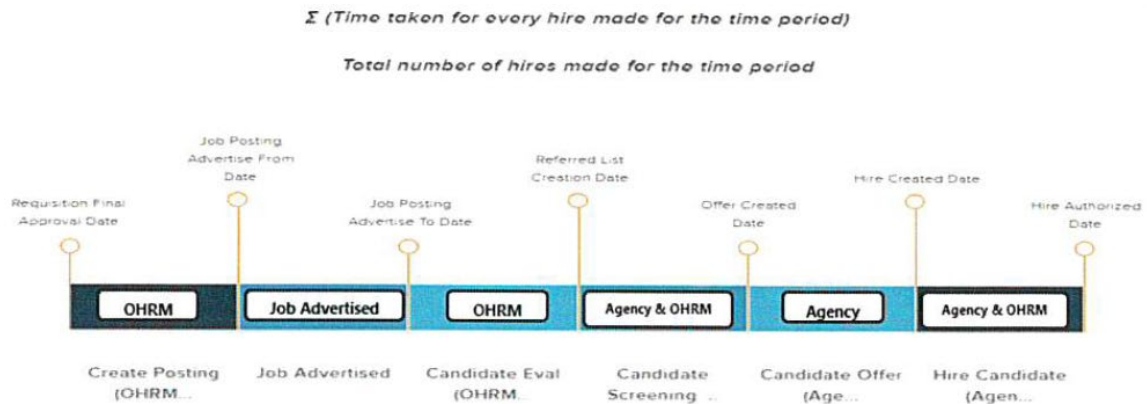 Σ (Time taken for every hire made for the time period)
Total number of hires made for the time period
Job Posting
Advertise From
Date
Referred List
Creation Date
Hire Created Date
Requisition Final
Approval Date
Job Posting
Advertise To Date
Offer Created
Date
Hire Authorized
Date
OHRM
Job Advertised
OHRM
Agency & OHRM
Agency
Agency & OHRM
Create Posting
(OHRM...
Job Advertised
Candidate Eval
(OHRM...
Candidate
Screening ...
Candidate Offer
(Age...
Hire Candidate
(Agen...